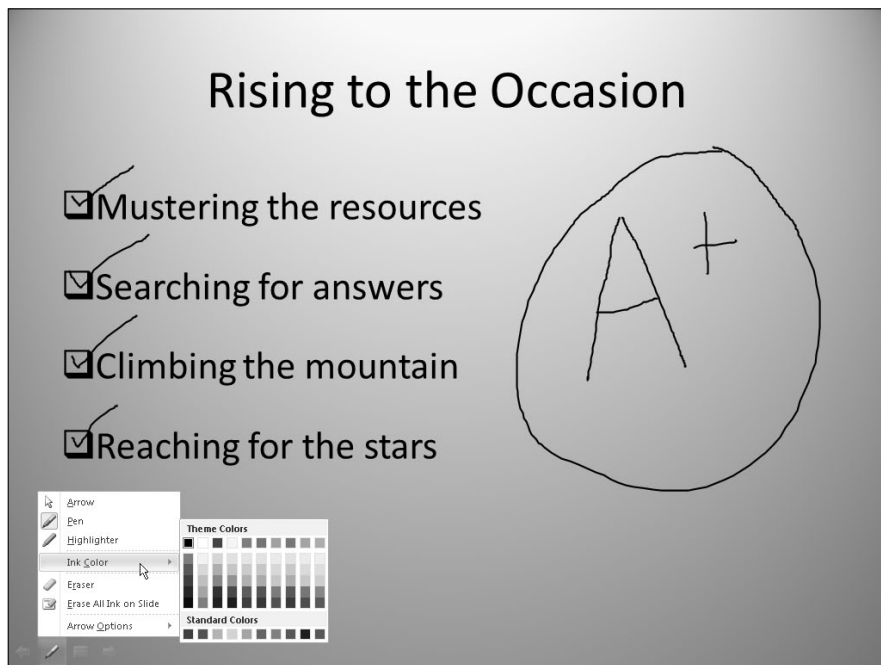 Rising to the Occasion
Mustering the resources
Searching for answers
Climbing the mountain
Reaching for the stars
A+
Arrow
Pen
Highlighter
Ink Color
Eraser
Erase All Ink on Slide
Arrow Options
Theme Colors
Standard Colors